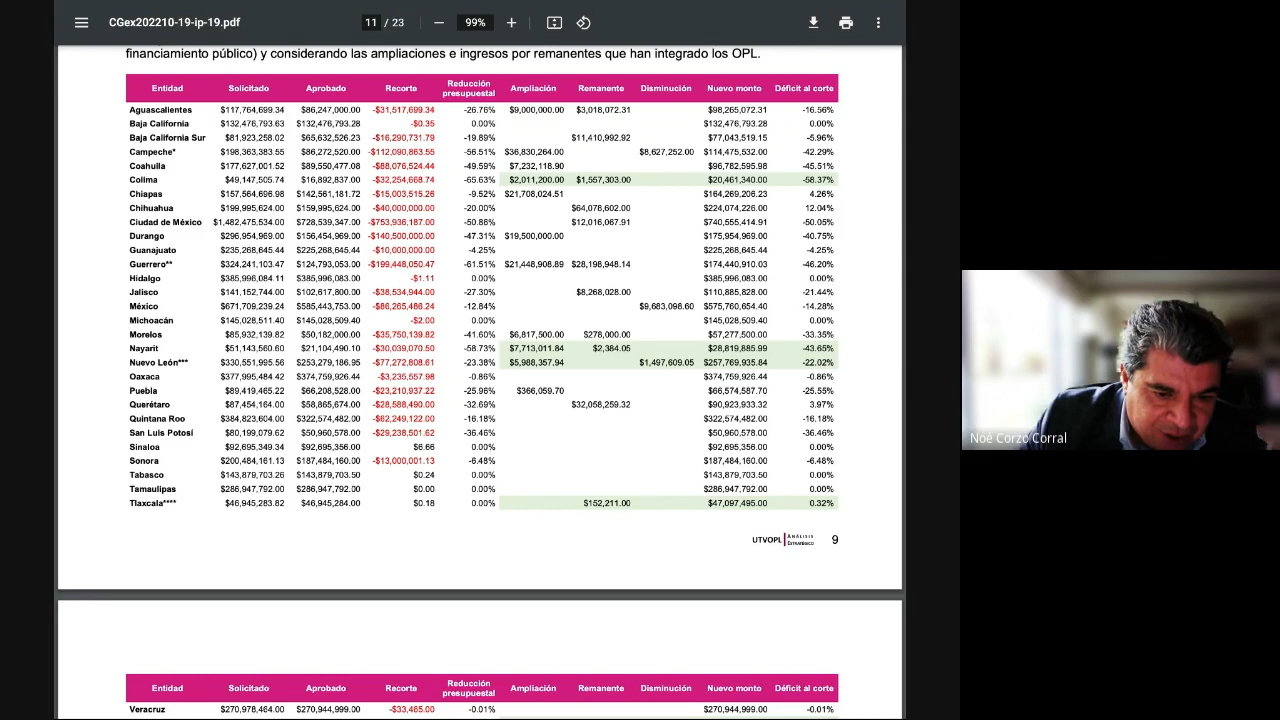 CGex202210-19-ip-19.pdf
11 / 23
99%
financiamiento público) y considerando las ampliaciones e ingresos por remanentes que han integrado los OPL.
Entidad Solicitado Aprobado Recorte Reducción presupuestal Ampliación Remanente Disminución Nuevo monto Déficit al corte
Aguascalientes $117,764,699.34 $86,247,000.00 -$31,517,699.34 -26.76% $9,000,000.00 $3,018,072.31 $98,265,072.31 -16.56%
Baja California $132,476,793.63 $132,476,793.28 -$0.35 0.00% $132,476,793.28 0.00%
Baja California Sur $81,923,258.02 $65,632,526.23 -$16,290,731.79 -19.89% $11,410,992.92 $77,043,519.15 -5.96%
Campeche* $198,363,383.55 $86,272,520.00 -$112,090,863.55 -56.51% $36,830,264.00 $8,627,252.00 $114,475,532.00 -42.29%
Coahuila $177,627,001.52 $89,550,477.08 -$88,076,524.44 -49.59% $7,232,118.90 $96,782,595.98 -45.51%
Colima $49,147,505.74 $16,892,837.00 -$32,254,668.74 -65.63% $2,011,200.00 $1,557,303.00 $20,461,340.00 -58.37%
Chiapas $157,564,696.98 $142,561,181.72 -$15,003,515.26 -9.52% $21,708,024.51 $164,269,206.23 4.26%
Chihuahua $199,995,624.00 $159,995,624.00 -$40,000,000.00 -20.00% $64,078,602.00 $224,074,226.00 12.04%
Ciudad de México $1,482,475,534.00 $728,539,347.00 -$753,936,187.00 -50.86% $12,016,067.91 $740,555,414.91 -50.05%
Durango $296,954,969.00 $156,454,969.00 -$140,500,000.00 -47.31% $19,500,000.00 $175,954,969.00 -40.75%
Guanajuato $235,268,645.44 $225,268,645.44 -$10,000,000.00 -4.25% $225,268,645.44 -4.25%
Guerrero** $324,241,103.47 $124,793,053.00 -$199,448,050.47 -61.51% $21,448,908.89 $28,198,948.14 $174,440,910.03 -46.20%
Hidalgo $385,996,084.11 $385,996,083.00 -$1.11 0.00% $385,996,083.00 0.00%
Jalisco $141,152,744.00 $102,617,800.00 -$38,534,944.00 -27.30% $8,268,028.00 $110,885,828.00 -21.44%
México $671,709,239.24 $585,443,753.00 -$86,265,486.24 -12.84% $9,683,098.60 $575,760,654.40 -14.28%
Michoacán $145,028,511.40 $145,028,509.40 -$2.00 0.00% $145,028,509.40 0.00%
Morelos $85,932,139.82 $50,182,000.00 -$35,750,139.82 -41.60% $6,817,500.00 $278,000.00 $57,277,500.00 -33.35%
Nayarit $51,143,560.60 $21,104,490.10 -$30,039,070.50 -58.73% $7,713,011.84 $2,384.05 $28,819,885.99 -43.65%
Nuevo León*** $330,551,995.56 $253,279,186.95 -$77,272,808.61 -23.38% $5,988,357.94 $1,497,609.05 $257,769,935.84 -22.02%
Oaxaca $377,995,484.42 $374,759,926.44 -$3,235,557.98 -0.86% $374,759,926.44 -0.86%
Puebla $89,419,465.22 $66,208,528.00 -$23,210,937.22 -25.96% $366,059.70 $66,574,587.70 -25.55%
Querétaro $87,454,164.00 $58,865,674.00 -$28,588,490.00 -32.69% $32,058,259.32 $90,923,933.32 3.97%
Quintana Roo $384,823,604.00 $322,574,482.00 -$62,249,122.00 -16.18% $322,574,482.00 -16.18%
San Luis Potosí $80,199,079.62 $50,960,578.00 -$29,238,501.62 -36.46% $50,960,578.00 -36.46%
Sinaloa $92,695,349.34 $92,695,356.00 $6.66 0.00% $92,695,356.00 0.00%
Sonora $200,484,161.13 $187,484,160.00 -$13,000,001.13 -6.48% $187,484,160.00 -6.48%
Tabasco $143,879,703.26 $143,879,703.50 $0.24 0.00% $143,879,703.50 0.00%
Tamaulipas $286,947,792.00 $286,947,792.00 $0.00 0.00% $286,947,792.00 0.00%
Tlaxcala**** $46,945,283.82 $46,945,284.00 $0.18 0.00% $152,211.00 $47,097,495.00 0.32%
UTVOPL ANÁLISIS ESTRATÉGICO 9
Entidad Solicitado Aprobado Recorte Reducción presupuestal Ampliación Remanente Disminución Nuevo monto Déficit al corte
Veracruz $270,978,464.00 $270,944,999.00 -$33,465.00 -0.01% $270,944,999.00 -0.01%
Noé Corzo Corral